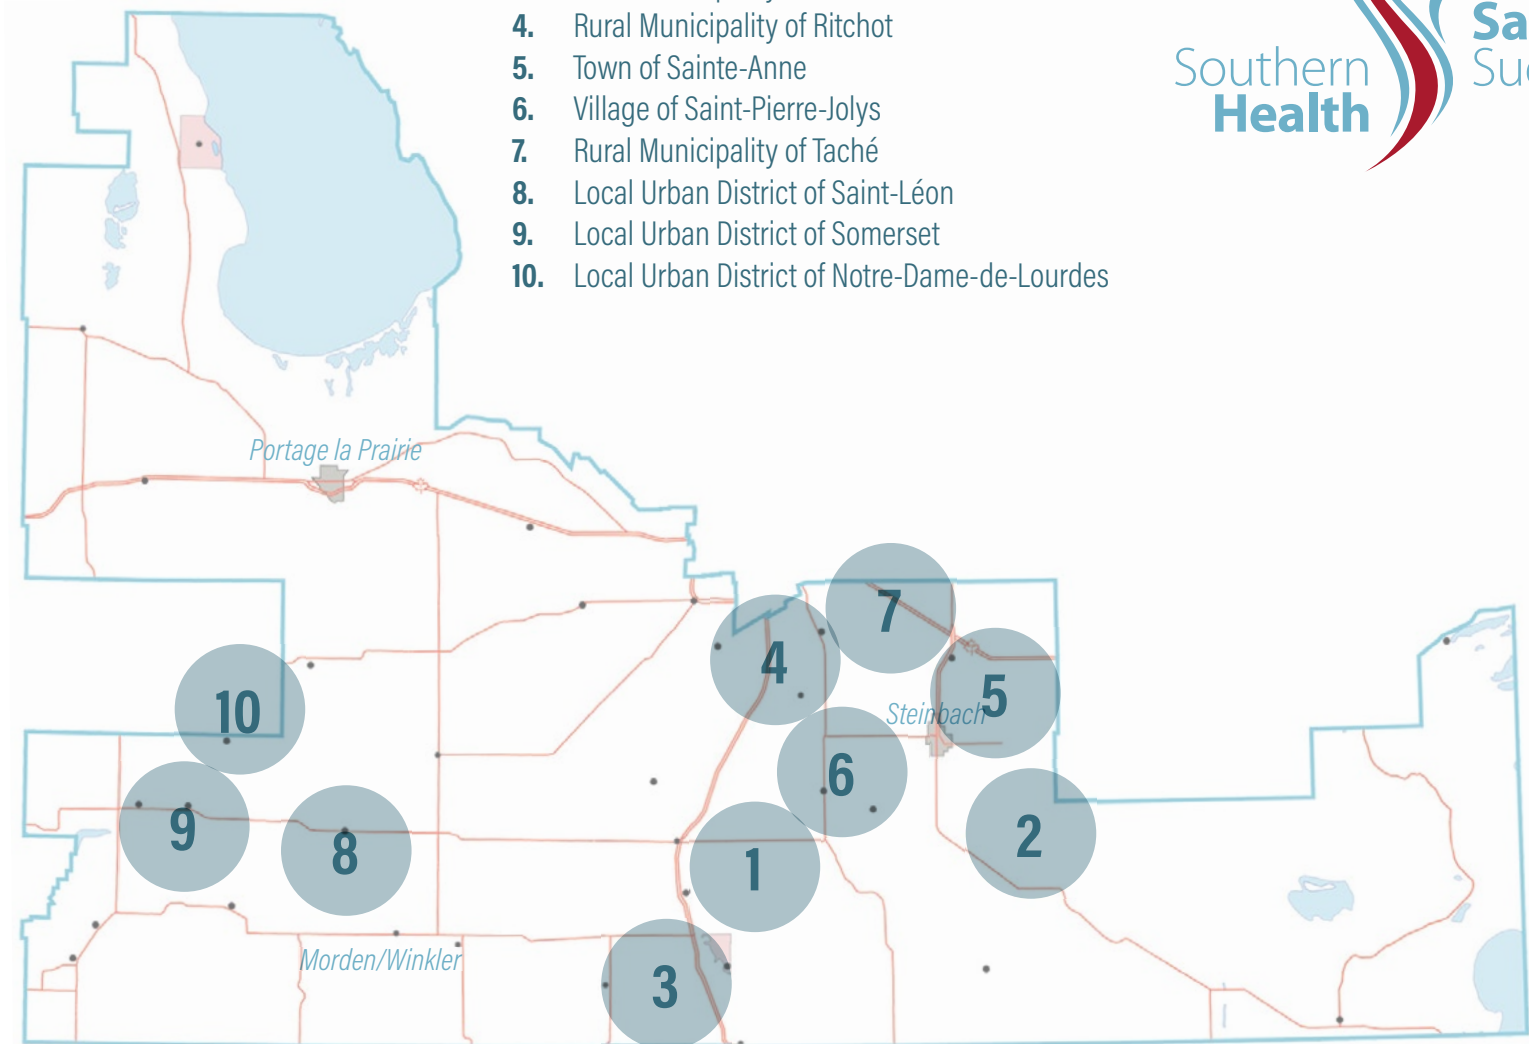 4. Rural Municipality of Ritchot
5. Town of Sainte-Anne
6. Village of Saint-Pierre-Jolys
7. Rural Municipality of Taché
8. Local Urban District of Saint-Léon
9. Local Urban District of Somerset
10. Local Urban District of Notre-Dame-de-Lourdes
Southern
Health
Portage la Prairie
7
4
5
Steinbach
10
6
9
8
2
1
Morden/Winkler
3